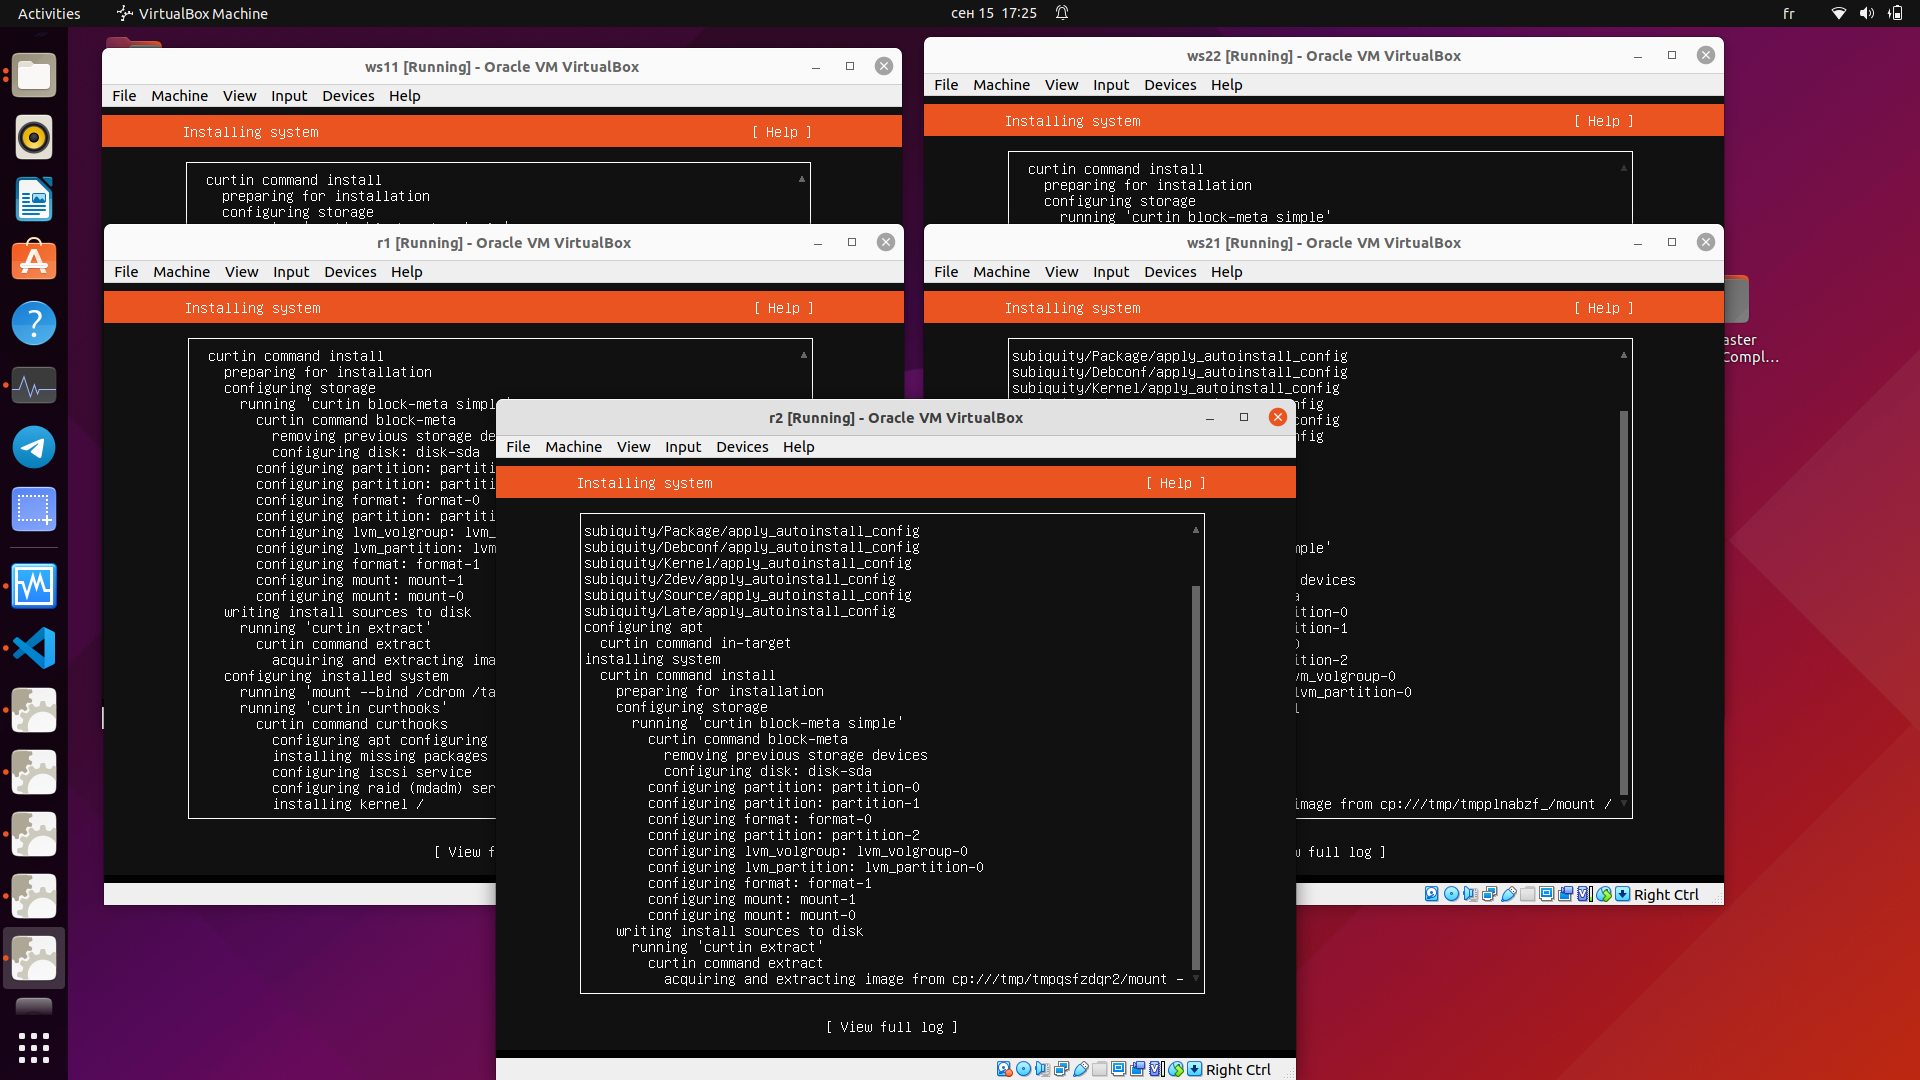 Activities
VirtualBox Machine
сен 15 17:25
fr
ws11 [Running] - Oracle VM VirtualBox
File Machine View Input Devices Help
Installing system
[ Help ]
curtin command install
preparing for installation
configuring storage
ws22 [Running] - Oracle VM VirtualBox
File Machine View Input Devices Help
Installing system
[ Help ]
curtin command install
preparing for installation
configuring storage
running 'curtin block-meta simple'
r1 [Running] - Oracle VM VirtualBox
File Machine View Input Devices Help
Installing system
[ Help ]
curtin command install
preparing for installation
configuring storage
running 'curtin block-meta simple'
curtin command block-meta
removing previous storage de
configuring disk: disk-sda
configuring partition: partiti
configuring partition: partiti
configuring format: format-0
configuring partition: partiti
configuring lvm_volgroup: lvm_
configuring lvm_partition: lvm
configuring format: format-1
configuring mount: mount-1
configuring mount: mount-0
writing install sources to disk
running 'curtin extract'
curtin command extract
acquiring and extracting ima
configuring installed system
running 'mount --bind /cdrom /ta
running 'curtin curthooks'
curtin command curthooks
configuring apt configuring
installing missing packages
configuring iscsi service
configuring raid (mdadm) ser
installing kernel /
[ View f
ws21 [Running] - Oracle VM VirtualBox
File Machine View Input Devices Help
Installing system
[ Help ]
subiquity/Package/apply_autoinstall_config
subiquity/Debconf/apply_autoinstall_config
subiquity/Kernel/apply_autoinstall_config
nfig
onfig
nfig
mple'
devices
a
ition-0
ition-1
0
ition-2
vm_volgroup-0
lvm_partition-0
1
image from cp:///tmp/tmpplnabzf_/mount /
w full log ]
Right Ctrl
aster
Compl...
r2 [Running] - Oracle VM VirtualBox
File Machine View Input Devices Help
Installing system
[ Help ]
subiquity/Package/apply_autoinstall_config
subiquity/Debconf/apply_autoinstall_config
subiquity/Kernel/apply_autoinstall_config
subiquity/Zdev/apply_autoinstall_config
subiquity/Source/apply_autoinstall_config
subiquity/Late/apply_autoinstall_config
configuring apt
curtin command in-target
installing system
curtin command install
preparing for installation
configuring storage
running 'curtin block-meta simple'
curtin command block-meta
removing previous storage devices
configuring disk: disk-sda
configuring partition: partition-0
configuring partition: partition-1
configuring format: format-0
configuring partition: partition-2
configuring lvm_volgroup: lvm_volgroup-0
configuring lvm_partition: lvm_partition-0
configuring format: format-1
configuring mount: mount-1
configuring mount: mount-0
writing install sources to disk
running 'curtin extract'
curtin command extract
acquiring and extracting image from cp:///tmp/tmpqsfzdqr2/mount -
[ View full log ]
Right Ctrl